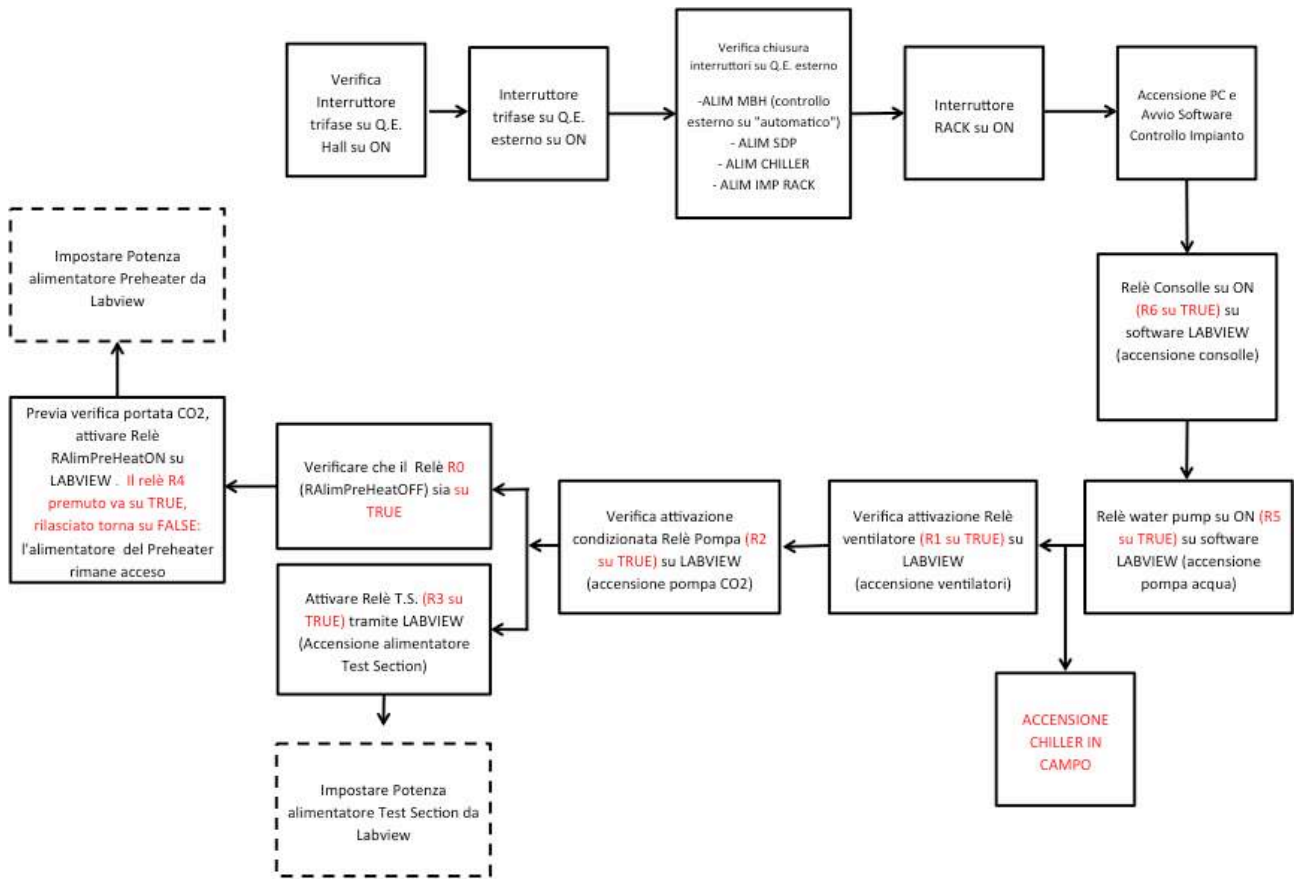 Verifica
Interruttore
trifase su Q.E.
Hall su ON
Interruttore
trifase su Q.E.
esterno su ON
Verifica chiusura
interruttori su Q.E. esterno
-ALIM MBH (controllo
esterno su "automatico")
- ALIM SDP
- ALIM CHILLER
- ALIM IMP RACK
Interruttore
RACK su ON
Accensione PC e
Avvio Software
Controllo Impianto
Relè Consolle su ON
(R6 su TRUE) su
software LABVIEW
(accensione consolle)
Relè water pump su ON (R5
su TRUE) su software
LABVIEW (accensione
pompa acqua)
ACCENSIONE
CHILLER IN
CAMPO
Verifica attivazione Relè
ventilatore (R1 su TRUE) su
LABVIEW
(accensione ventilatori)
Verifica attivazione
condizionata Relè Pompa (R2
su TRUE) su LABVIEW
(accensione pompa CO2)
Verificare che il Relè R0
(RAlimPreHeatOFF) sia su
TRUE
Attivare Relè T.S. (R3 su
TRUE) tramite LABVIEW
(Accensione alimentatore
Test Section)
Impostare Potenza
alimentatore Test Section da
Labview
Previa verifica portata CO2,
attivare Relè
RAlimPreHeatON su
LABVIEW . Il relè R4
premuto va su TRUE,
rilasciato torna su FALSE:
l'alimentatore del Preheater
rimane acceso
Impostare Potenza
alimentatore Preheater da
Labview